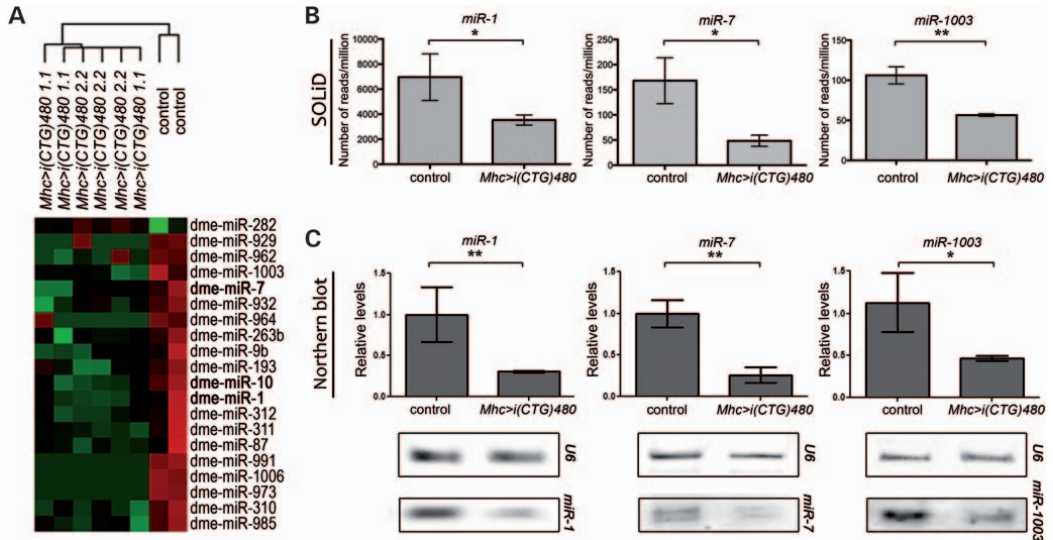 A
Mhc>i(CTG)480 1.1
Mhc>i(CTG)480 1.1
Mhc>i(CTG)480 2.2
Mhc>i(CTG)480 2.2
Mhc>i(CTG)480 2.2
Mhc>i(CTG)480 1.1
control
control
dme-miR-282
dme-miR-929
dme-miR-962
dme-miR-1003
dme-miR-7
dme-miR-932
dme-miR-964
dme-miR-263b
dme-miR-9b
dme-miR-193
dme-miR-10
dme-miR-1
dme-miR-312
dme-miR-311
dme-miR-87
dme-miR-991
dme-miR-1006
dme-miR-973
dme-miR-310
dme-miR-985
B
SOLiD
miR-1
*
Number of reads/million
10000
8000
6000
4000
2000
0
control
Mhc>i(CTG)480
miR-7
*
Number of reads/million
250
200
150
100
50
0
control
Mhc>i(CTG)480
miR-1003
**
Number of reads/million
150
100
50
0
control
Mhc>i(CTG)480
C
Northern blot
miR-1
**
Relative levels
1.5
1.0
0.5
0.0
control
Mhc>i(CTG)480
U6
miR-1
miR-7
**
Relative levels
1.5
1.0
0.5
0.0
control
Mhc>i(CTG)480
U6
miR-7
miR-1003
*
Relative levels
1.5
1.0
0.5
0.0
control
Mhc>i(CTG)480
U6
miR-1003